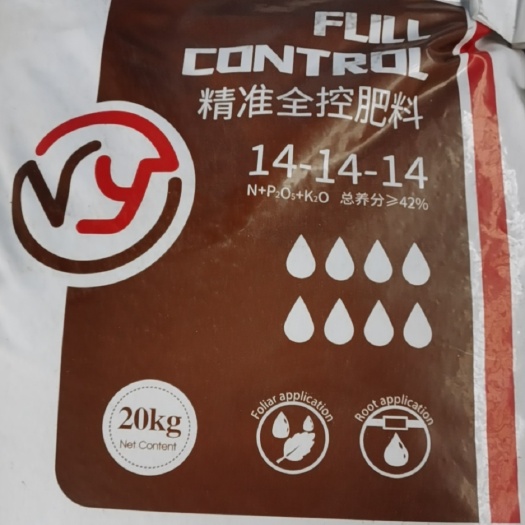 FULL
CONTROL
精准全控肥料
14-14-14
N+P₂O₅+K₂O 总养分≥42%
VY
20kg
Net Content
Foliar application
Root application